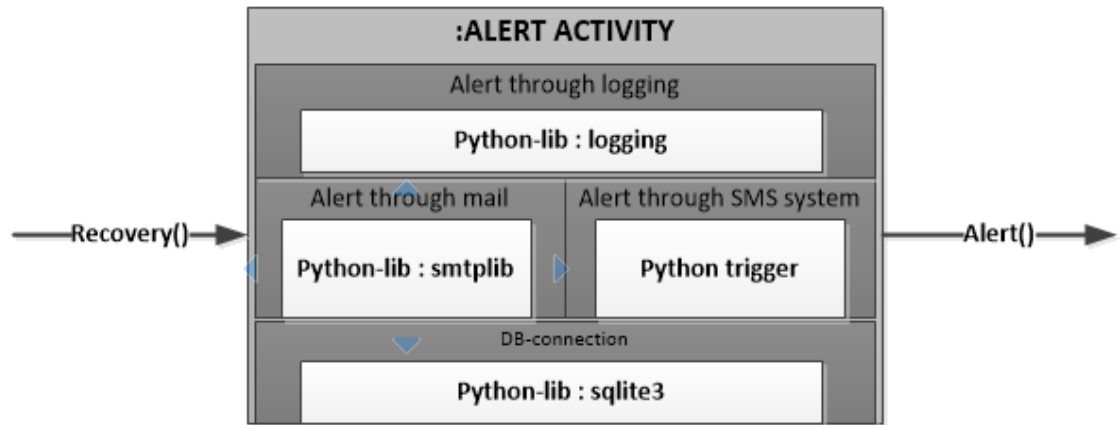 :ALERT ACTIVITY
Alert through logging
Python-lib : logging
Alert through mail
Alert through SMS system
Recovery()
Python-lib : smtplib
Python trigger
Alert()
DB-connection
Python-lib : sqlite3